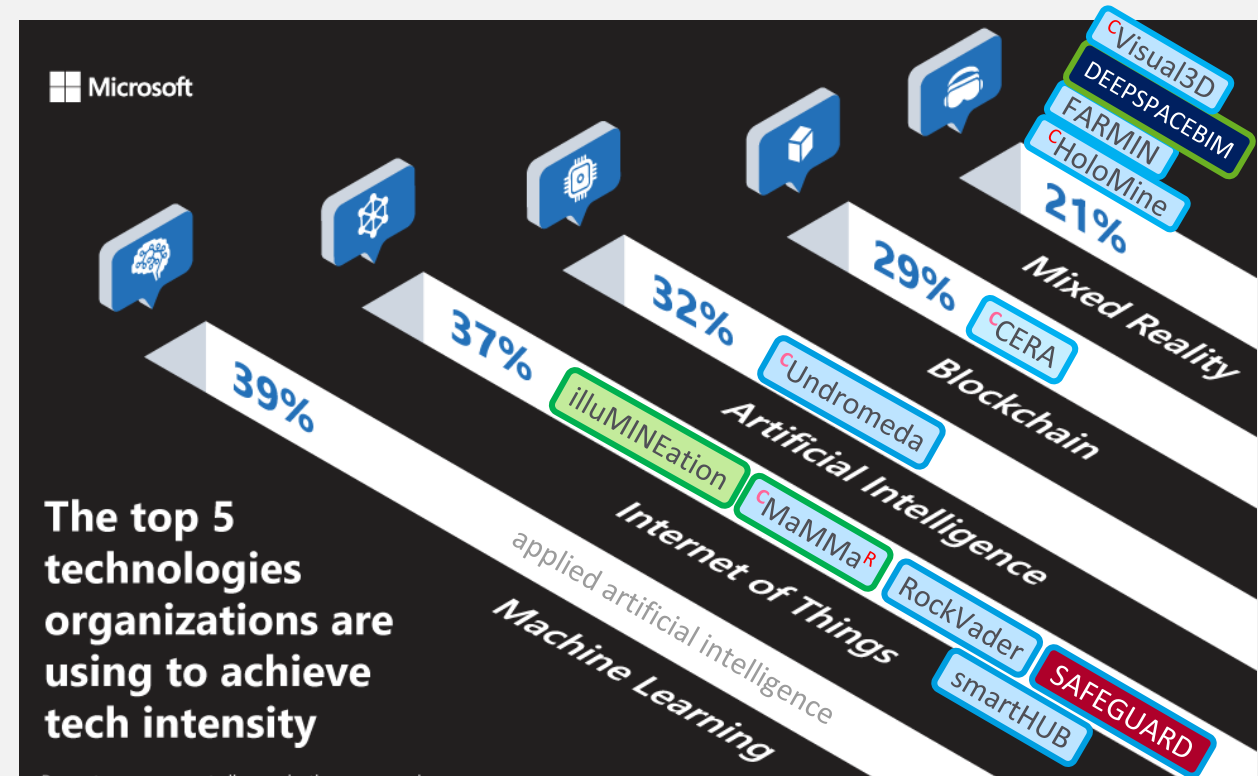 Microsoft
CVisual3D
DEEPSPACEBIM
FARMIN
CHoloMine
21%
Mixed Reality
29%
CCERA
Blockchain
32%
CUndromeda
Artificial Intelligence
37%
illuMINEation
CMaMMaR
RockVader
SAFEGUARD
smartHUB
Internet of Things
39%
applied artificial intelligence
Machine Learning
The top 5
technologies
organizations are
using to achieve
tech intensity